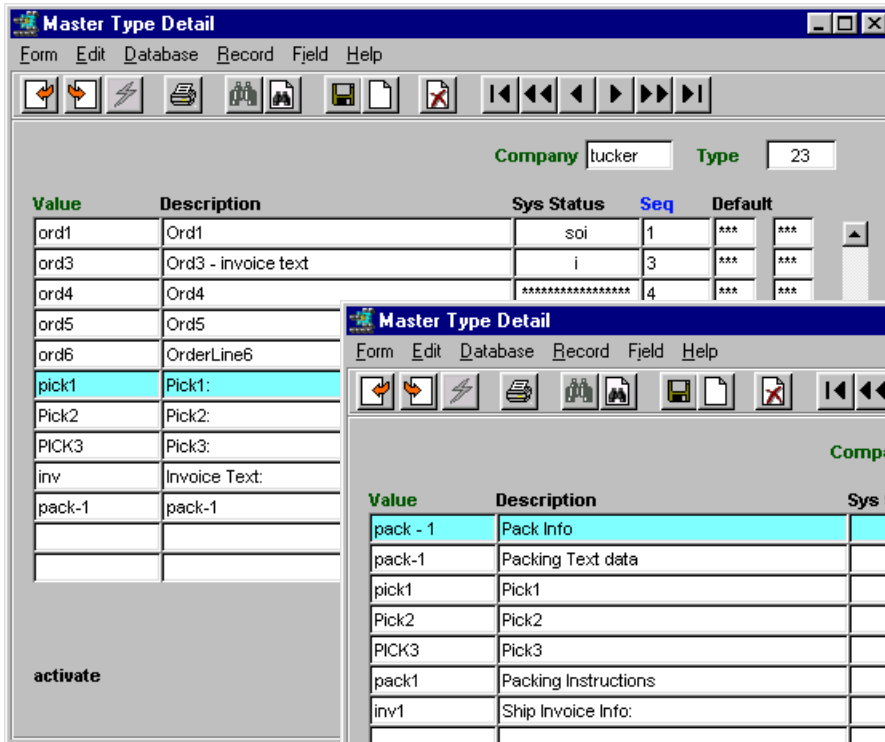 Master Type Detail
Form Edit Database Record Field Help
Company tucker Type 23
Value Description Sys Status Seq Default
ord1 Ord1 soi 1 *** ***
ord3 Ord3 - invoice text i 3 *** ***
ord4 Ord4 ***************** 4 *** ***
ord5 Ord5
ord6 OrderLine6
pick1 Pick1:
Pick2 Pick2:
PICK3 Pick3:
inv Invoice Text:
pack-1 pack-1
activate
Master Type Detail
Form Edit Database Record Field Help
Compa
Value Description Sys
pack - 1 Pack Info
pack-1 Packing Text data
pick1 Pick1
Pick2 Pick2
PICK3 Pick3
pack1 Packing Instructions
inv1 Ship Invoice Info: